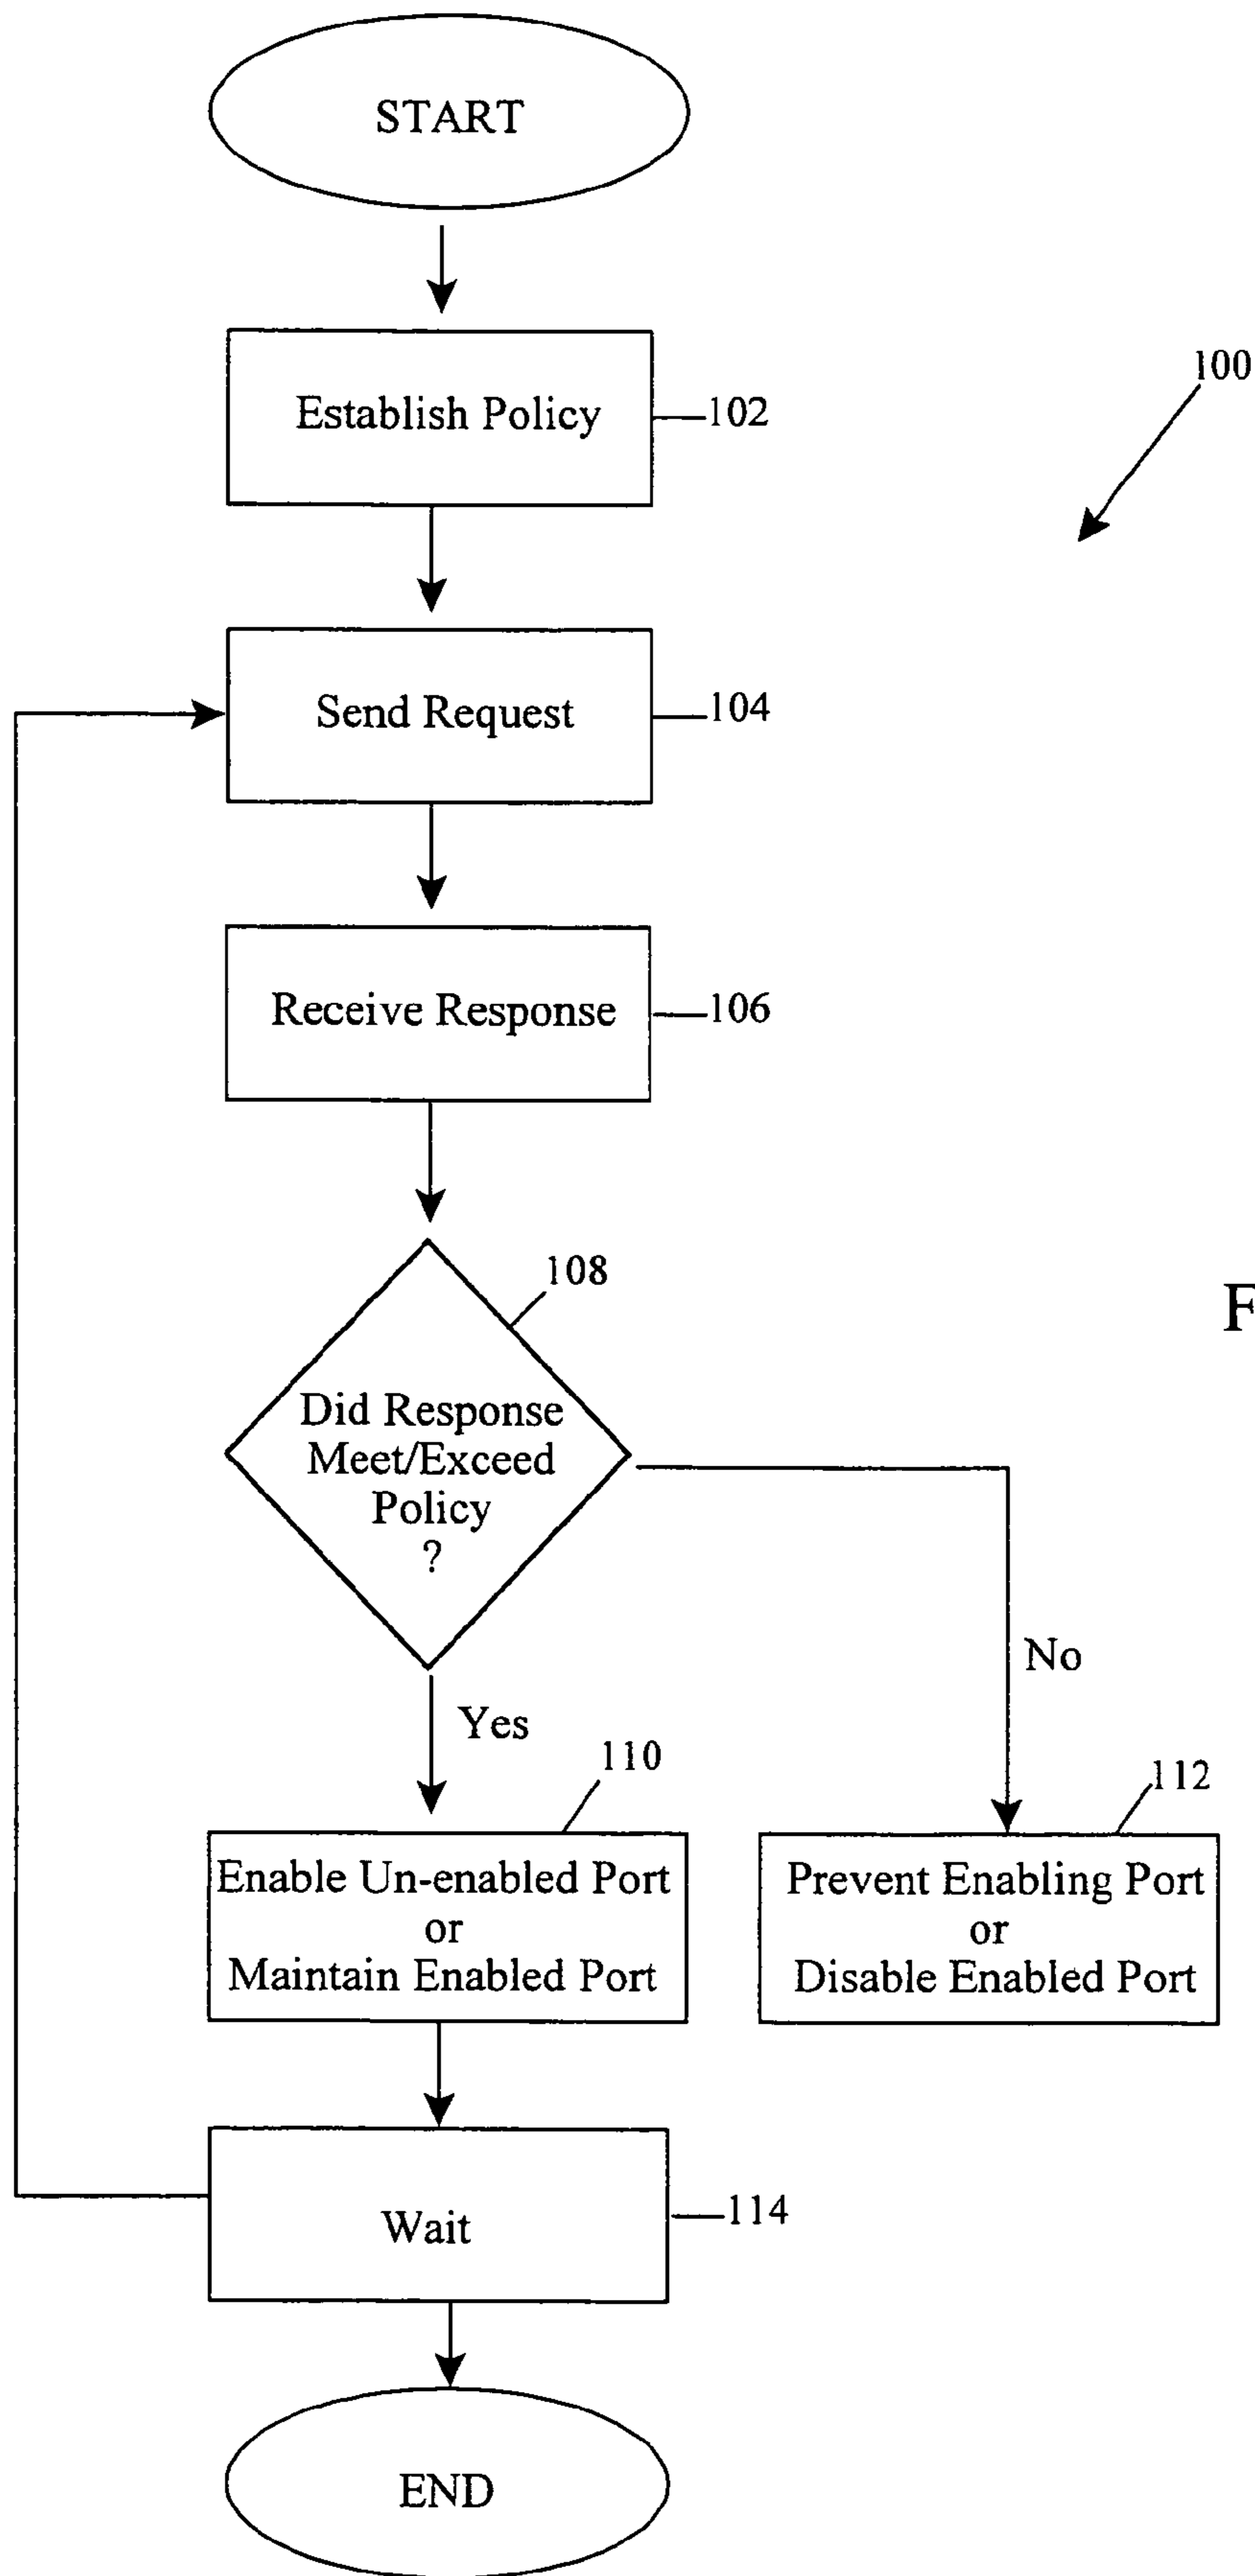 START
100
Establish Policy
102
Send Request
104
Receive Response
106
108
Did Response
Meet/Exceed
Policy
?
F
No
Yes
110
112
Enable Un-enabled Port
or
Maintain Enabled Port
Prevent Enabling Port
or
Disable Enabled Port
Wait
114
END